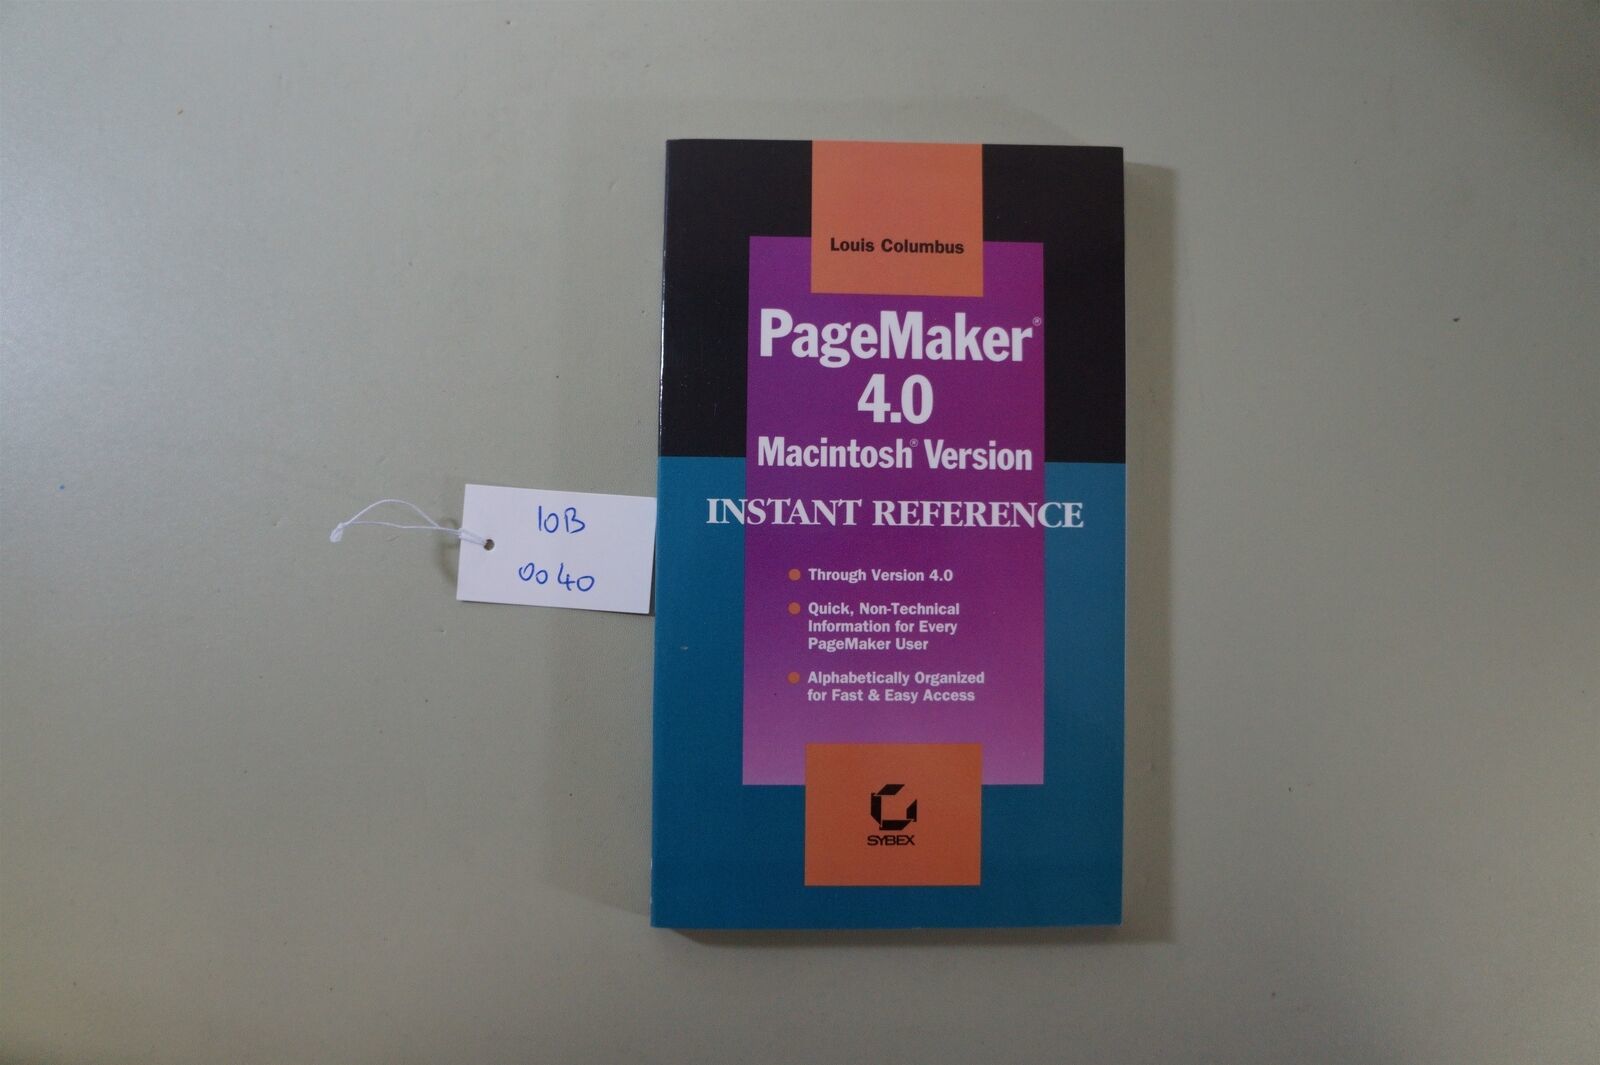 10B
0040
Louis Columbus
PageMaker®
4.0
Macintosh® Version
INSTANT REFERENCE
Through Version 4.0
Quick, Non-Technical
Information for Every
PageMaker User
Alphabetically Organized
for Fast & Easy Access
SYBEX